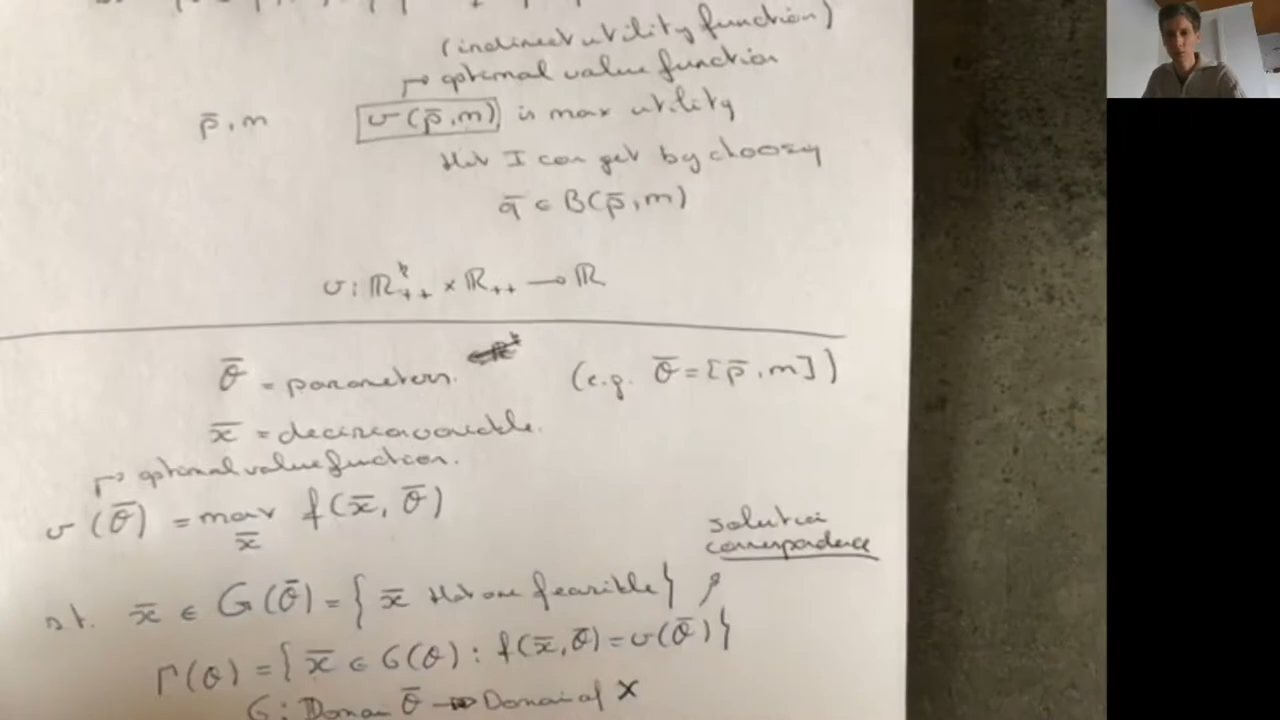 (indirect utility function)
↱ optimal value function
p̄, m    v(p̄, m) is max utility
that I can get by choosing
q̄ ∈ B(p̄, m)
v: ℝᵏ₊₊ × ℝ₊₊ → ℝ
θ̄ = parameters. (e.g. θ̄ = [p̄, m])
x̄ = decision variable.
↱ optimal value function.
v(θ̄) = max f(x̄, θ̄)
x̄
solution
correspondence
s.t. x̄ ∈ G(θ̄) = { x̄ that are feasible }
Γ(θ) = { x̄ ∈ G(θ) : f(x̄, θ̄) = v(θ̄) }
G: Domain θ̄ ↠ Domain of X